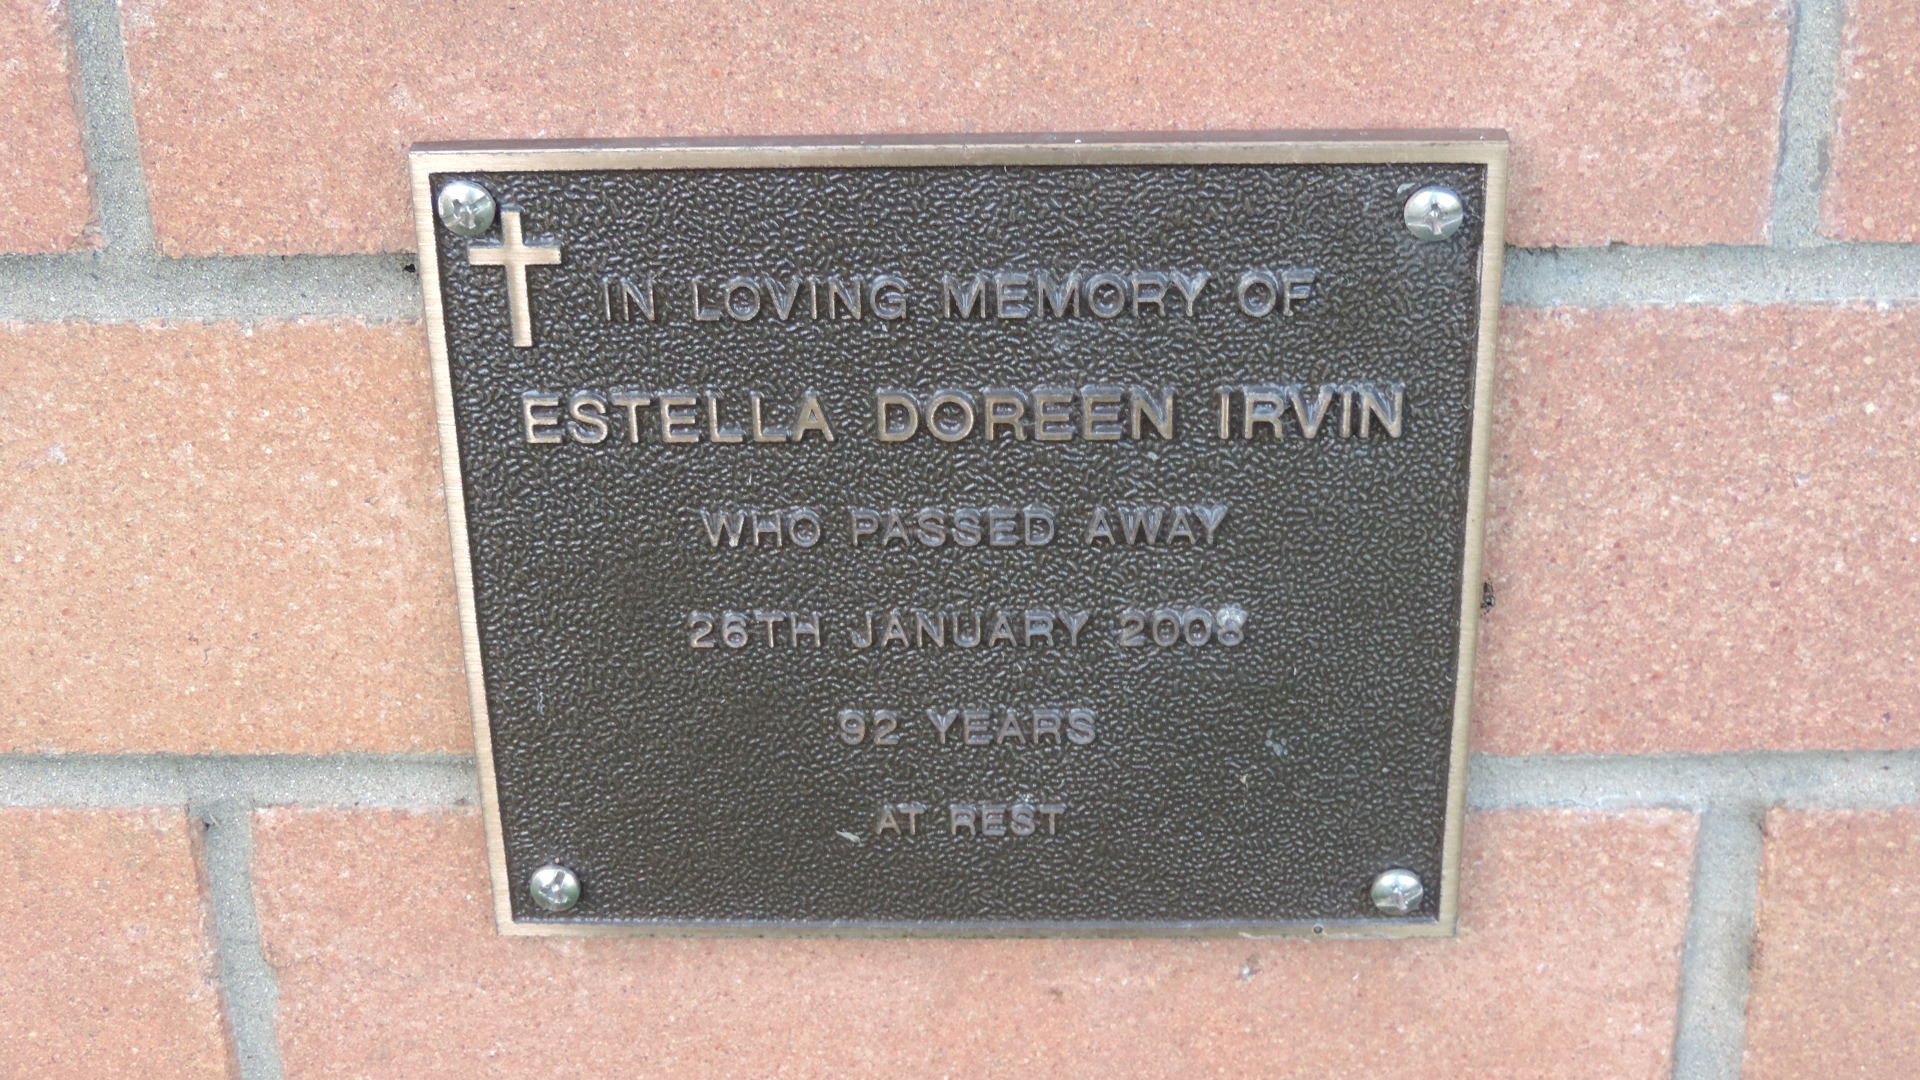 IN LOVING MEMORY OF
ESTELLA DOREEN IRVIN
WHO PASSED AWAY
26TH JANUARY 2008
92 YEARS
AT REST